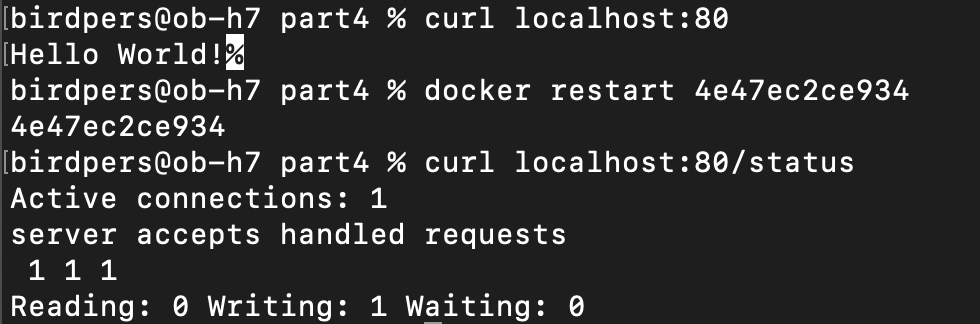 [birdpers@ob-h7 part4 % curl localhost:80
[Hello World!%
birdpers@ob-h7 part4 % docker restart 4e47ec2ce934
4e47ec2ce934
[birdpers@ob-h7 part4 % curl localhost:80/status
Active connections: 1
server accepts handled requests
 1 1 1
Reading: 0 Writing: 1 Waiting: 0